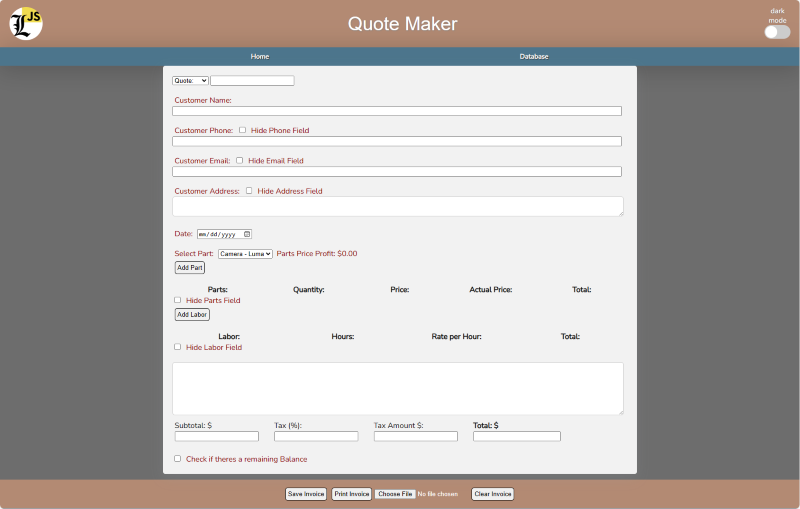 L JS
Quote Maker
dark
mode
Home Database
Quote:
Customer Name:
Customer Phone: Hide Phone Field
Customer Email: Hide Email Field
Customer Address: Hide Address Field
Date: mm/dd/yyyy
Select Part: Camera - Luma Parts Price Profit: $0.00
Add Part
Parts: Quantity: Price: Actual Price: Total:
Hide Parts Field
Add Labor
Labor: Hours: Rate per Hour: Total:
Hide Labor Field
Subtotal: $ Tax (%): Tax Amount $: Total: $
Check if theres a remaining Balance
Save Invoice Print Invoice Choose File No file chosen Clear Invoice